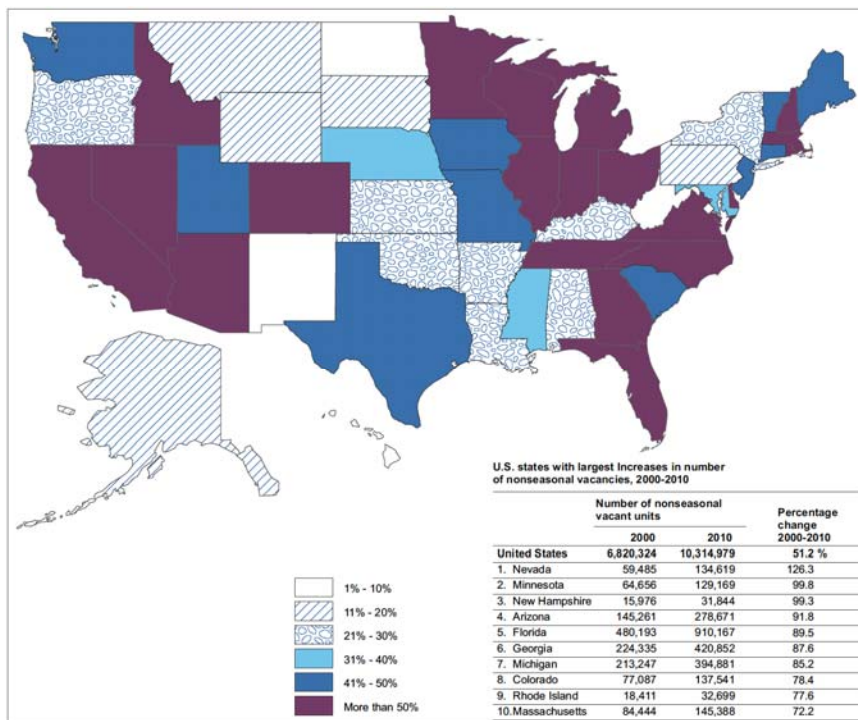 U.S. states with largest Increases in number
of nonseasonal vacancies, 2000-2010
Number of nonseasonal
vacant units
Percentage
change
2000-2010
2000 2010
United States 6,820,324 10,314,979 51.2 %
1. Nevada 59,485 134,619 126.3
2. Minnesota 64,656 129,169 99.8
3. New Hampshire 15,976 31,844 99.3
4. Arizona 145,261 278,671 91.8
5. Florida 480,193 910,167 89.5
6. Georgia 224,335 420,852 87.6
7. Michigan 213,247 394,881 85.2
8. Colorado 77,087 137,541 78.4
9. Rhode Island 18,411 32,699 77.6
10. Massachusetts 84,444 145,388 72.2
1% - 10%
11% - 20%
21% - 30%
31% - 40%
41% - 50%
More than 50%